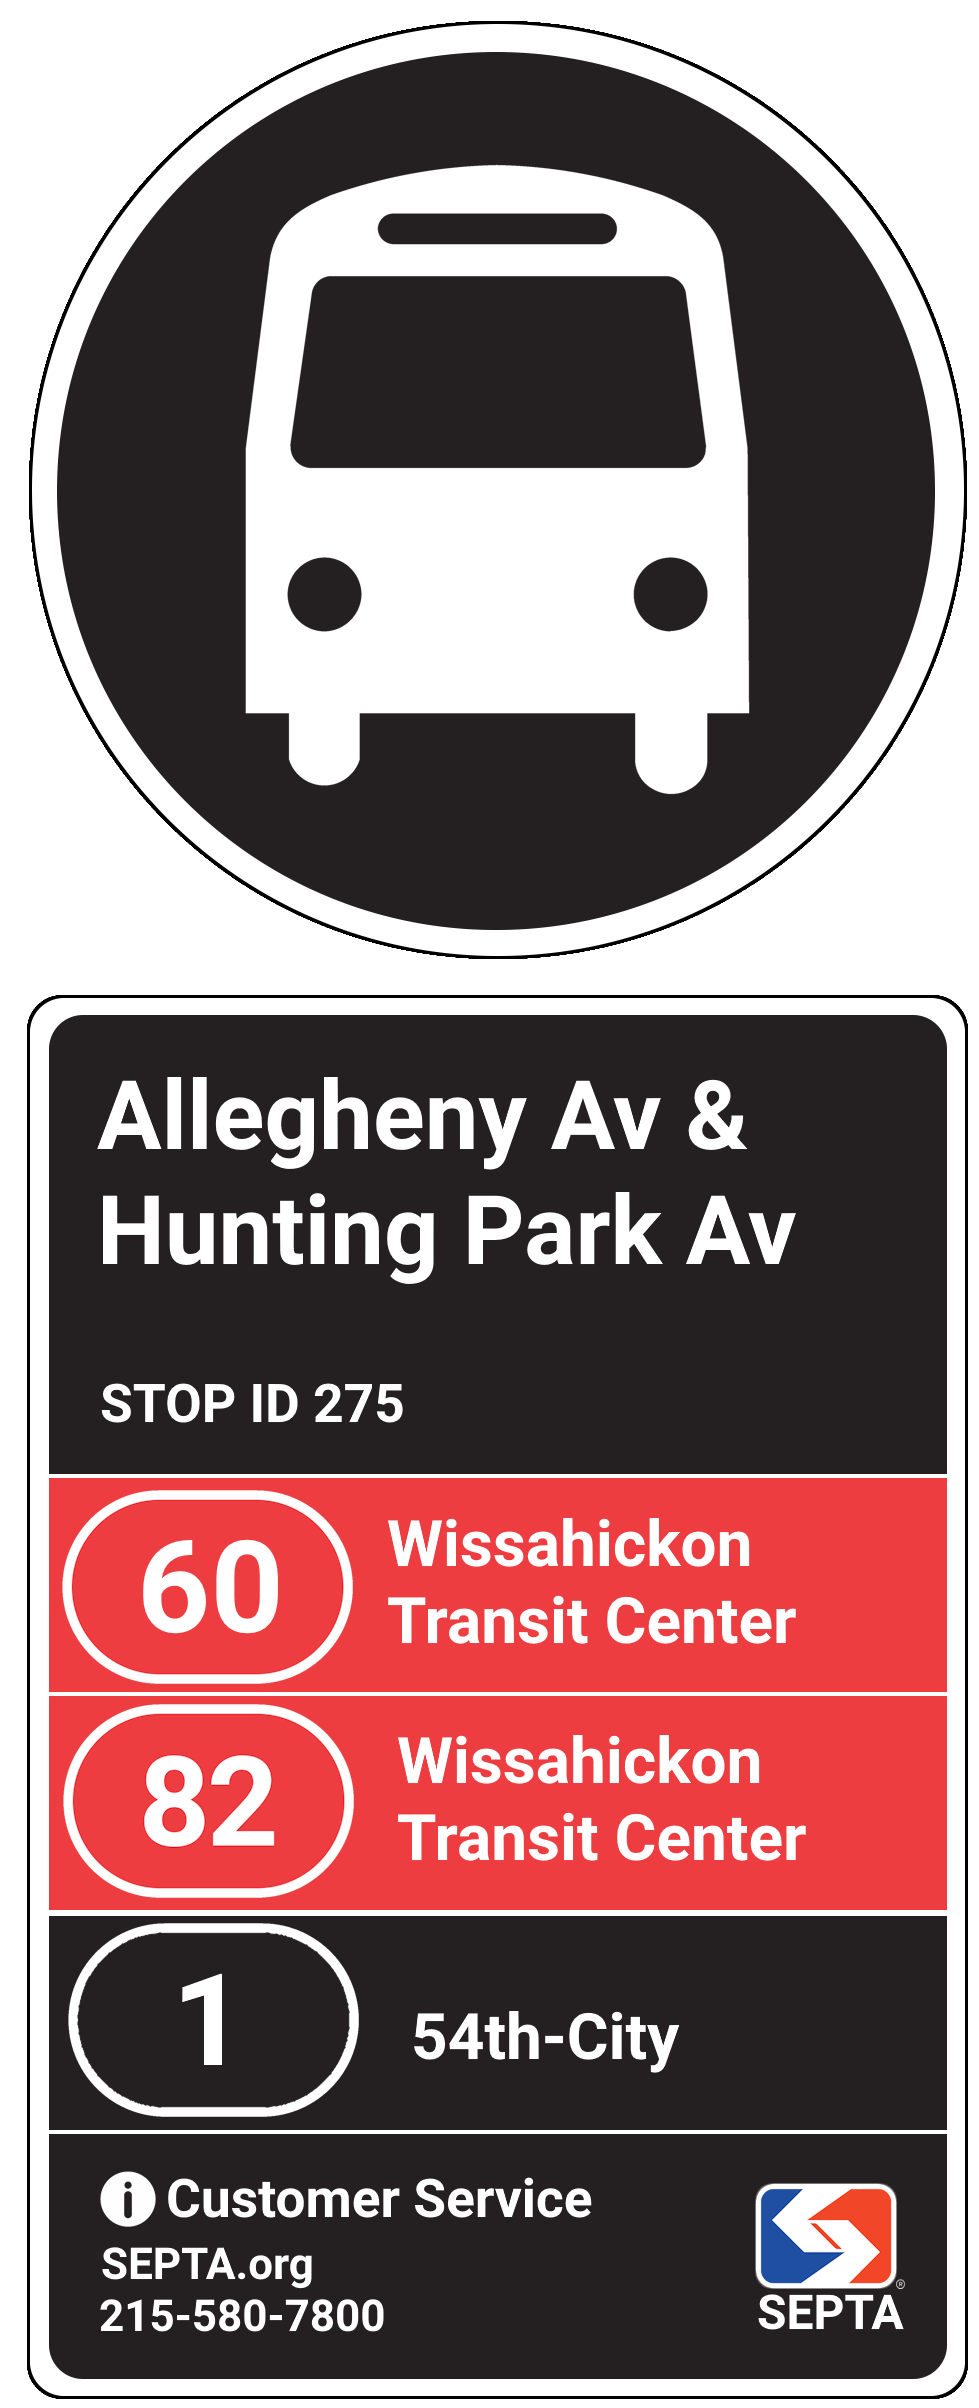 Allegheny Av &
Hunting Park Av
STOP ID 275
60 Wissahickon
Transit Center
82 Wissahickon
Transit Center
1 54th-City
i Customer Service
SEPTA.org
215-580-7800
SEPTA®